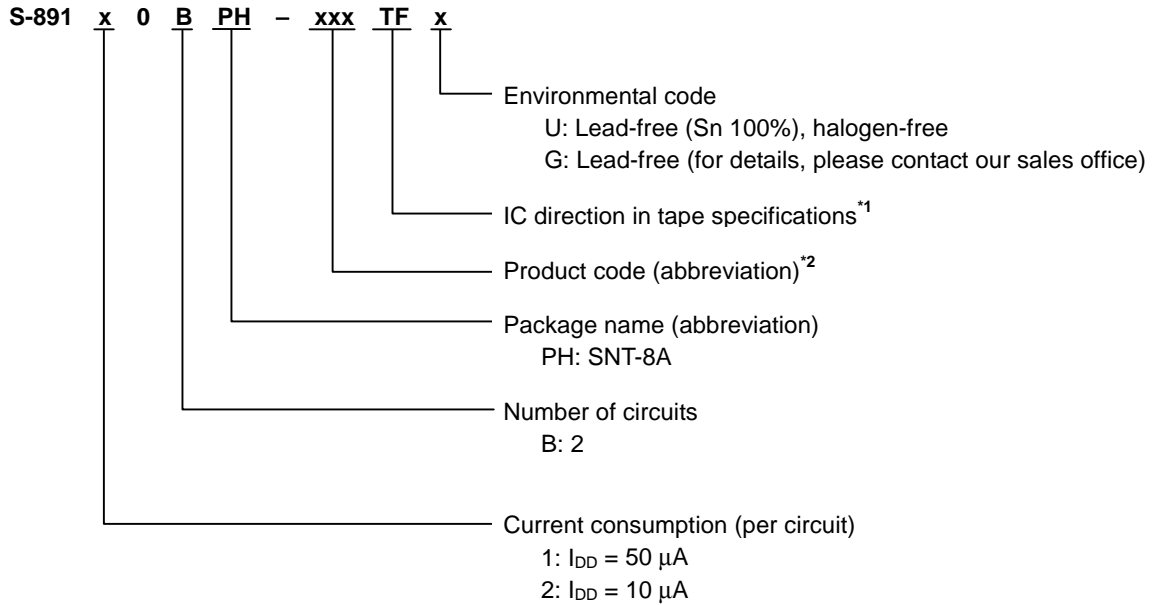 S-891 x 0 B PH – xxx TF x
Environmental code
U: Lead-free (Sn 100%), halogen-free
G: Lead-free (for details, please contact our sales office)
IC direction in tape specifications*1
Product code (abbreviation)*2
Package name (abbreviation)
PH: SNT-8A
Number of circuits
B: 2
Current consumption (per circuit)
1: IDD = 50 μA
2: IDD = 10 μA